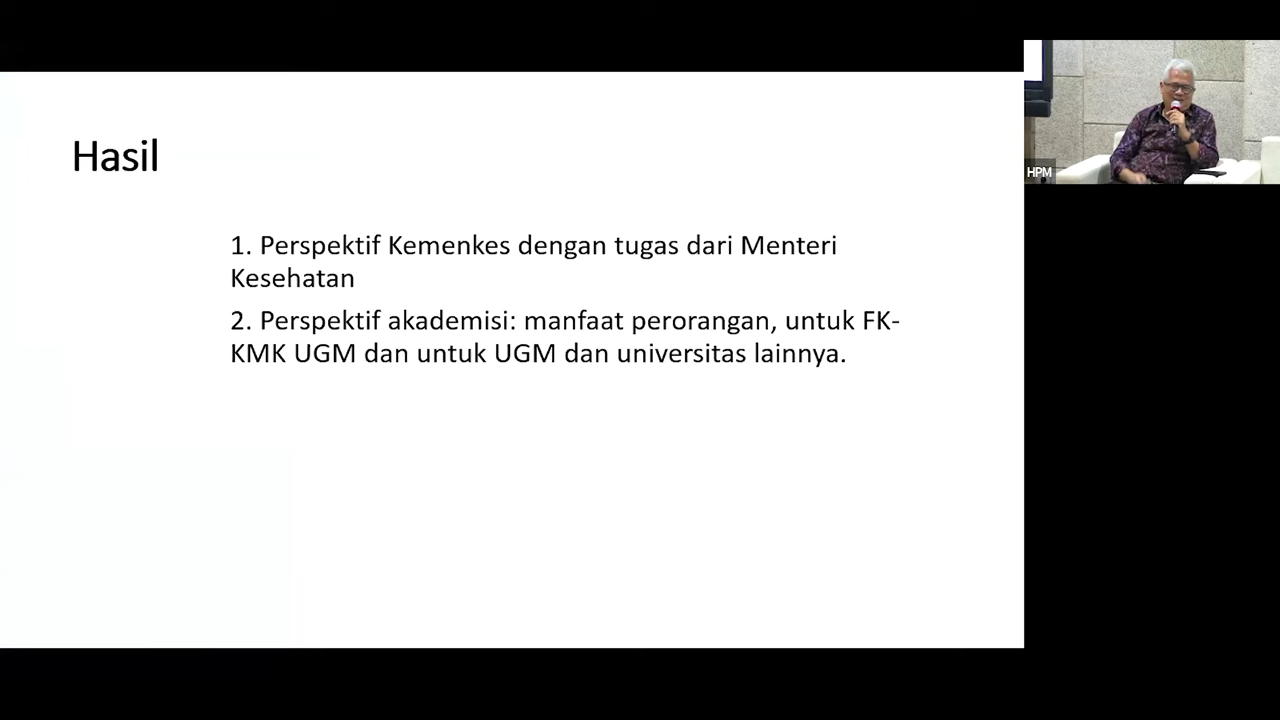 Hasil
1. Perspektif Kemenkes dengan tugas dari Menteri
Kesehatan
2. Perspektif akademisi: manfaat perorangan, untuk FK-
KMK UGM dan untuk UGM dan universitas lainnya.
HPM